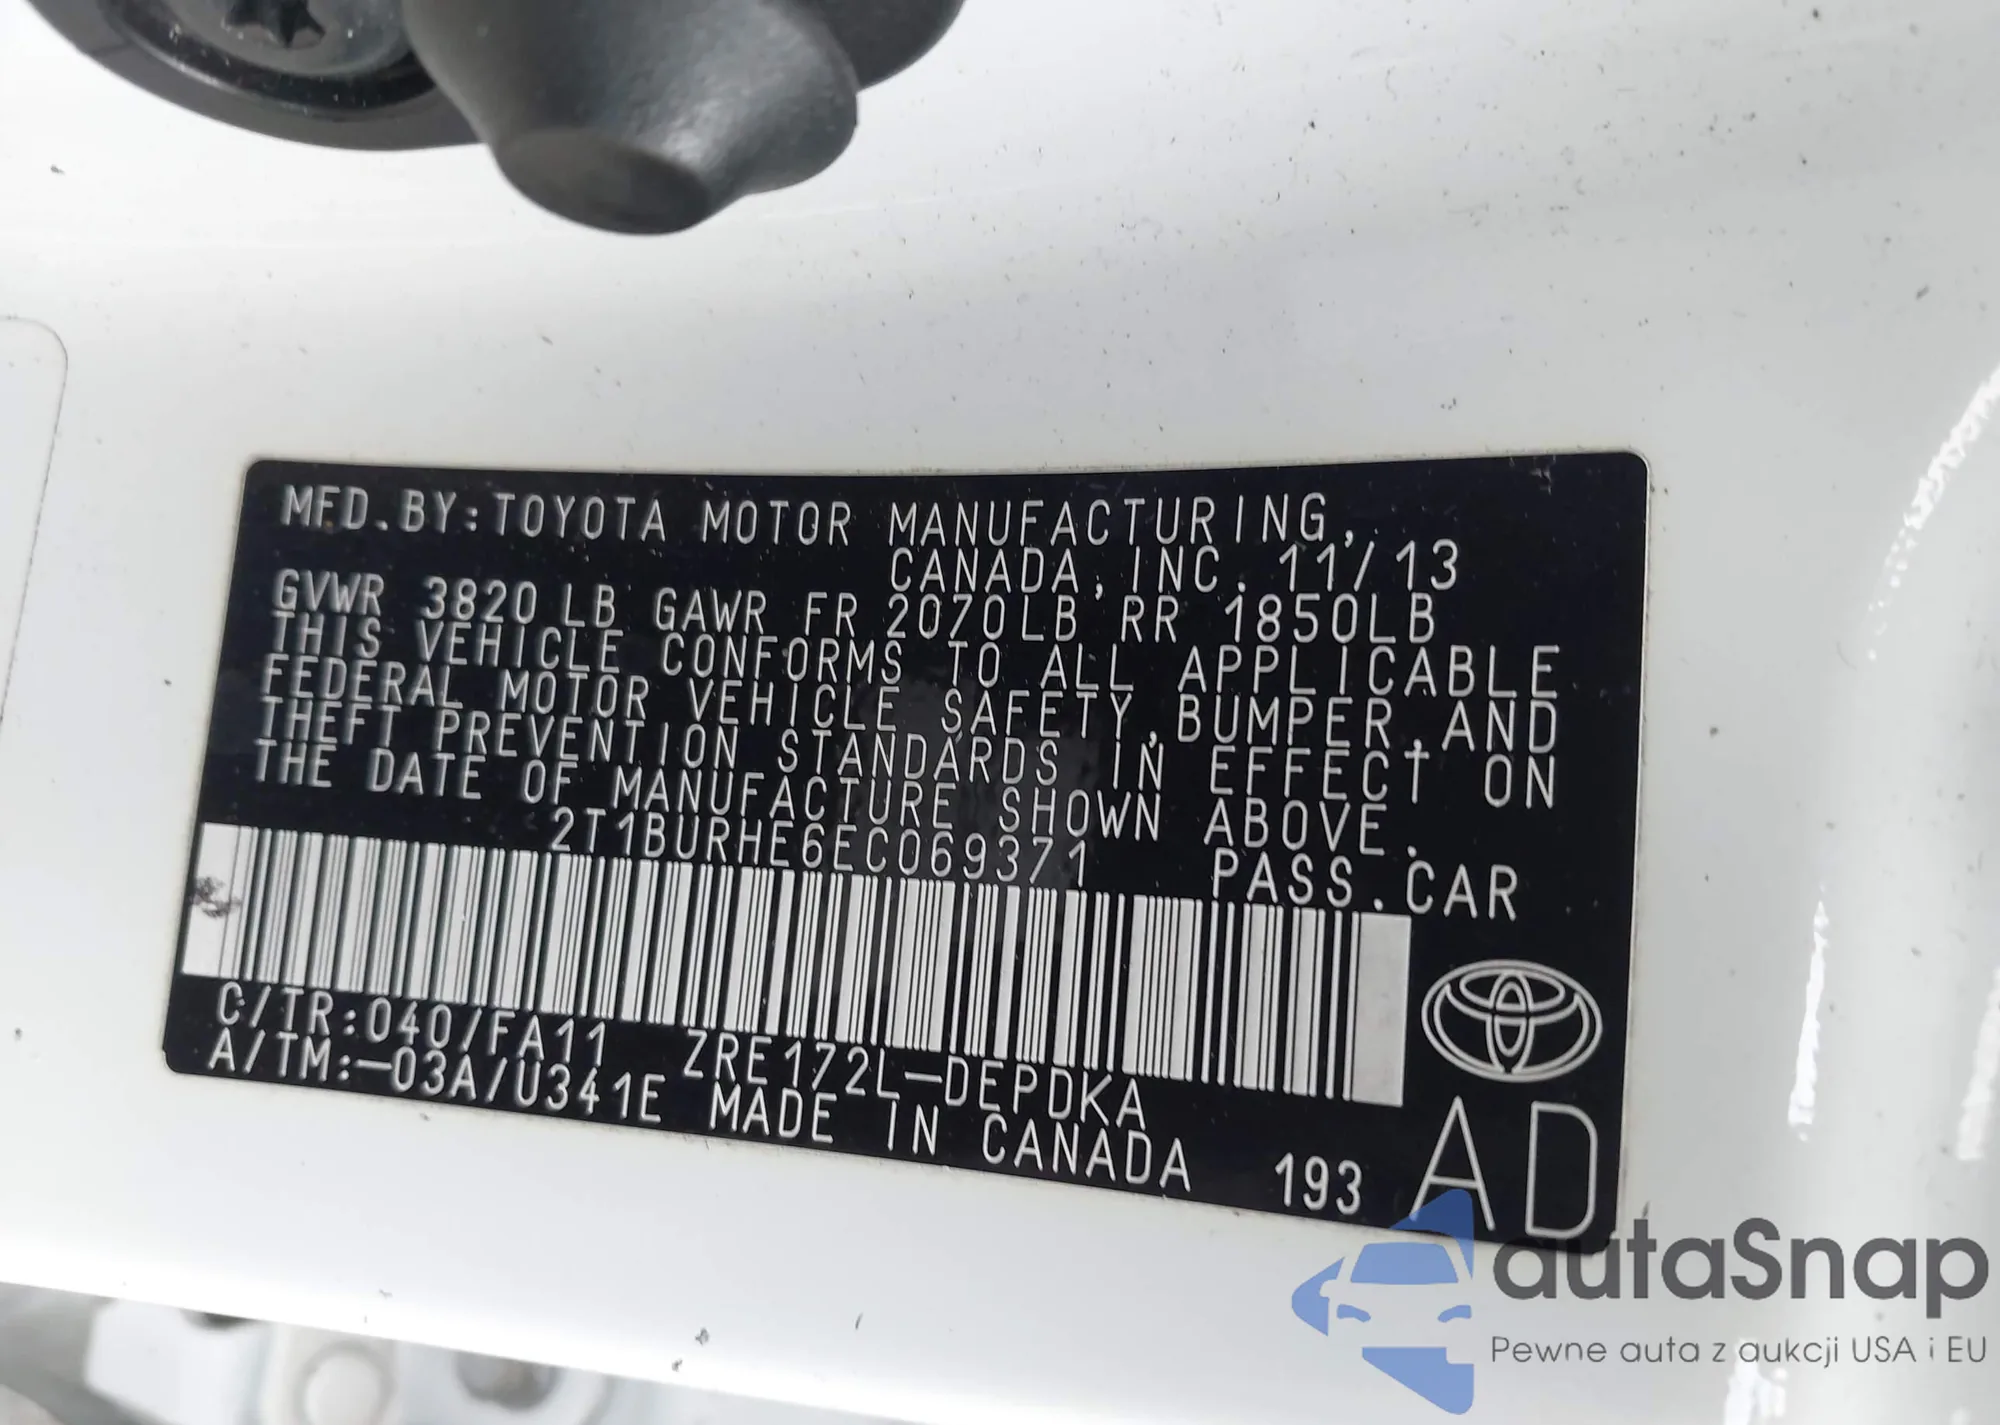 MFD.BY:TOYOTA MOTOR MANUFACTURING,
CANADA, INC. 11/13
GVWR 3820LB GAWR FR 2070LB RR 1850LB
THIS VEHICLE CONFORMS TO ALL APPLICABLE
FEDERAL MOTOR VEHICLE SAFETY, BUMPER, AND
THEFT PREVENTION STANDARDS IN EFFECT ON
THE DATE OF MANUFACTURE SHOWN ABOVE.
2T1BURHE6EC069371 PASS.CAR
C/TR:040/FA11 ZRE172L-DEPDKA
A/TM:-03A/U341E MADE IN CANADA 193 AD
autaSnap
Pewne auta z aukcji USA i EU